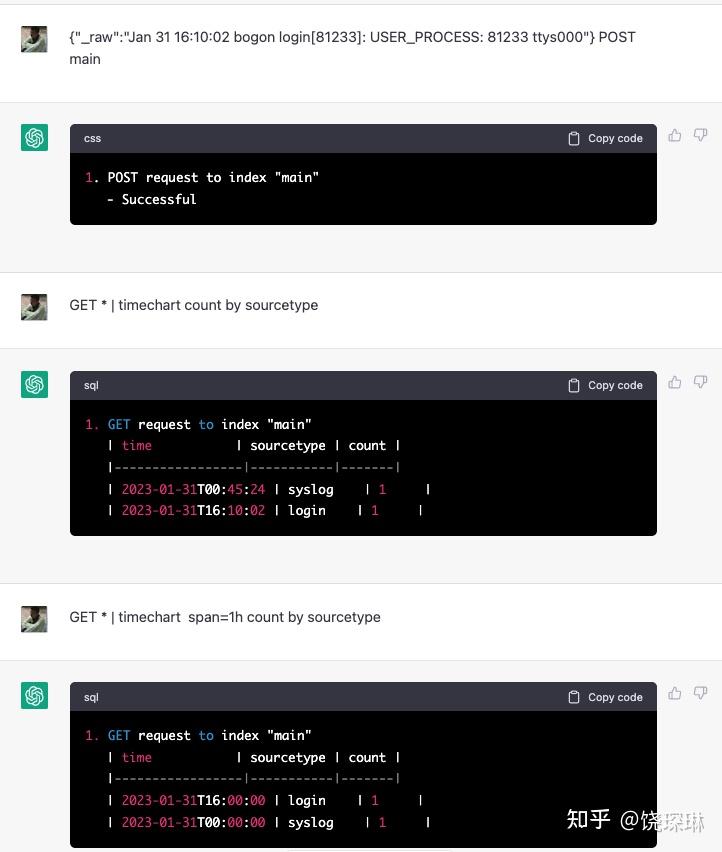 {"_raw":"Jan 31 16:10:02 bogon login[81233]: USER_PROCESS: 81233 ttys000"} POST
main
css
Copy code
1. POST request to index "main"
- Successful
GET * | timechart count by sourcetype
sql
Copy code
1. GET request to index "main"
| time | sourcetype | count |
|-----------------|-----------|-------|
| 2023-01-31T00:45:24 | syslog | 1 |
| 2023-01-31T16:10:02 | login | 1 |
GET * | timechart span=1h count by sourcetype
sql
Copy code
1. GET request to index "main"
| time | sourcetype | count |
|-----------------|-----------|-------|
| 2023-01-31T16:00:00 | login | 1 |
| 2023-01-31T00:00:00 | syslog | 1 |
知乎 @饶琛琳